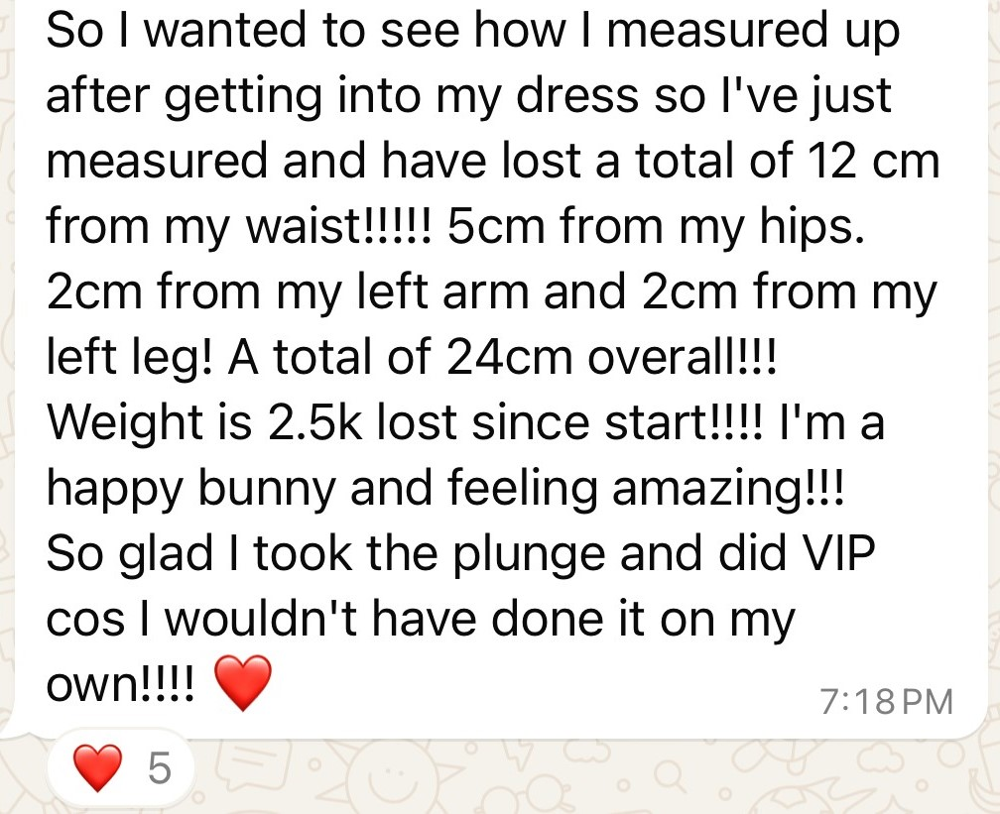 So I wanted to see how I measured up
after getting into my dress so I've just
measured and have lost a total of 12 cm
from my waist!!!!! 5cm from my hips.
2cm from my left arm and 2cm from my
left leg! A total of 24cm overall!!!
Weight is 2.5k lost since start!!!! I'm a
happy bunny and feeling amazing!!!
So glad I took the plunge and did VIP
cos I wouldn't have done it on my
own!!!! ❤️
7:18 PM
❤️ 5